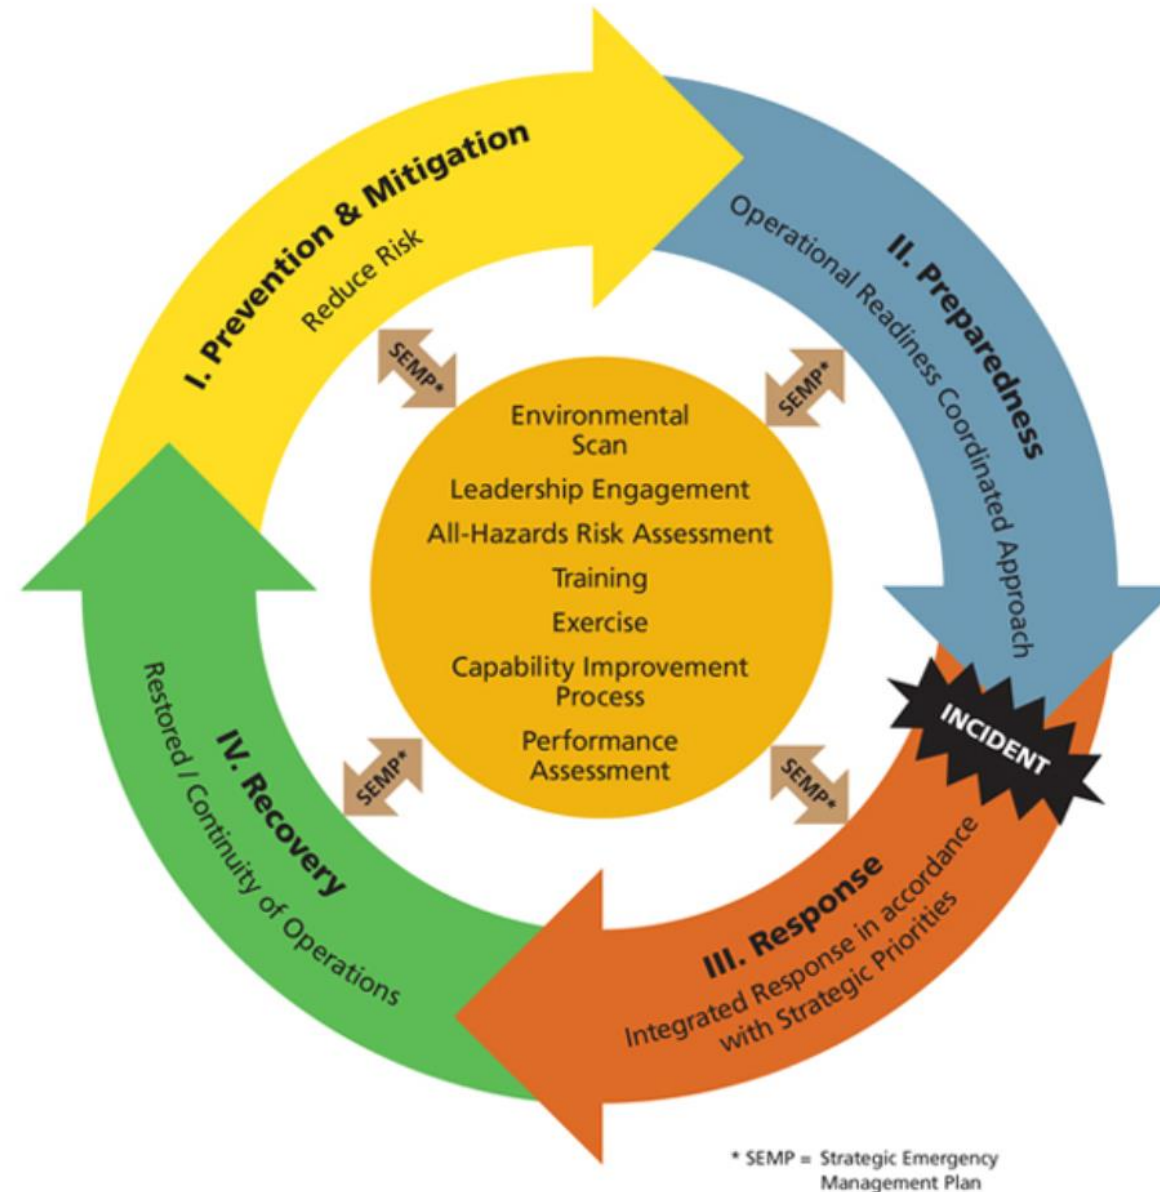 I. Prevention & Mitigation
Reduce Risk
II. Preparedness
Operational Readiness Coordinated Approach
SEMP*
SEMP*
Environmental
Scan
Leadership Engagement
All-Hazards Risk Assessment
Training
Exercise
Capability Improvement
Process
Performance
Assessment
SEMP*
SEMP*
INCIDENT
III. Response
Integrated Response in accordance
with Strategic Priorities
IV. Recovery
Restored / Continuity of Operations
* SEMP = Strategic Emergency
Management Plan